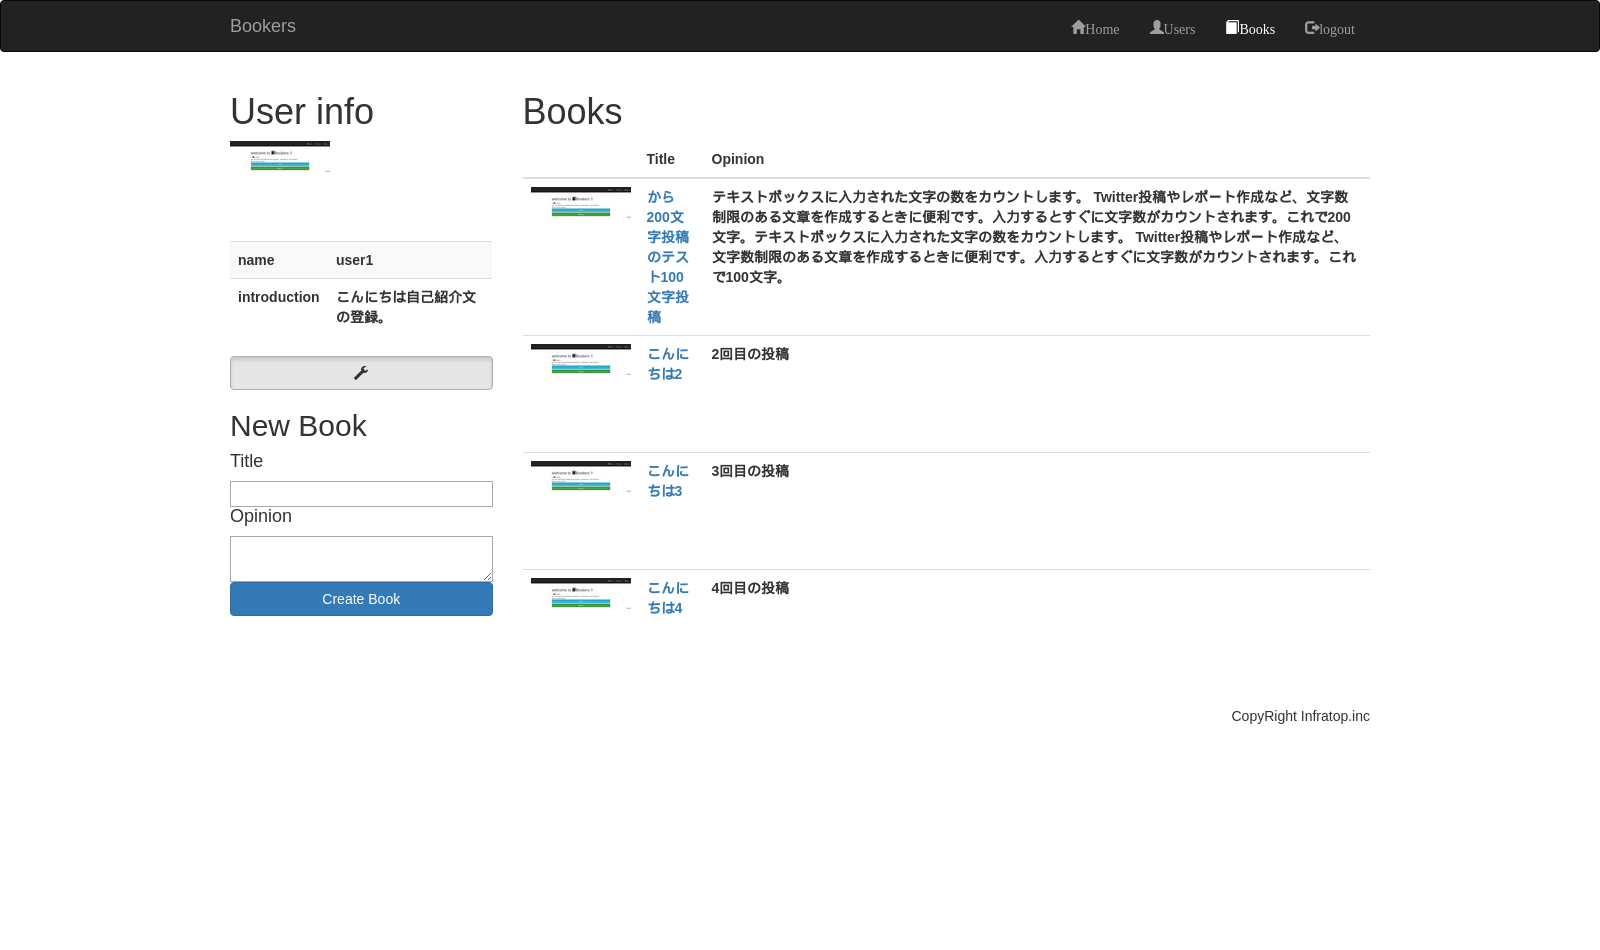 Bookers
Home
Users
Books
logout
User info
name user1
introduction こんにちは自己紹介文
の登録。
New Book
Title
Opinion
Create Book
Books
Title Opinion
から
200文
字投稿
のテス
ト100
文字投
稿
テキストボックスに入力された文字の数をカウントします。 Twitter投稿やレポート作成など、文字数
制限のある文章を作成するときに便利です。入力するとすぐに文字数がカウントされます。これで200
文字。テキストボックスに入力された文字の数をカウントします。 Twitter投稿やレポート作成など、
文字数制限のある文章を作成するときに便利です。入力するとすぐに文字数がカウントされます。これ
で100文字。
こんに
ちは2
2回目の投稿
こんに
ちは3
3回目の投稿
こんに
ちは4
4回目の投稿
CopyRight Infratop.inc